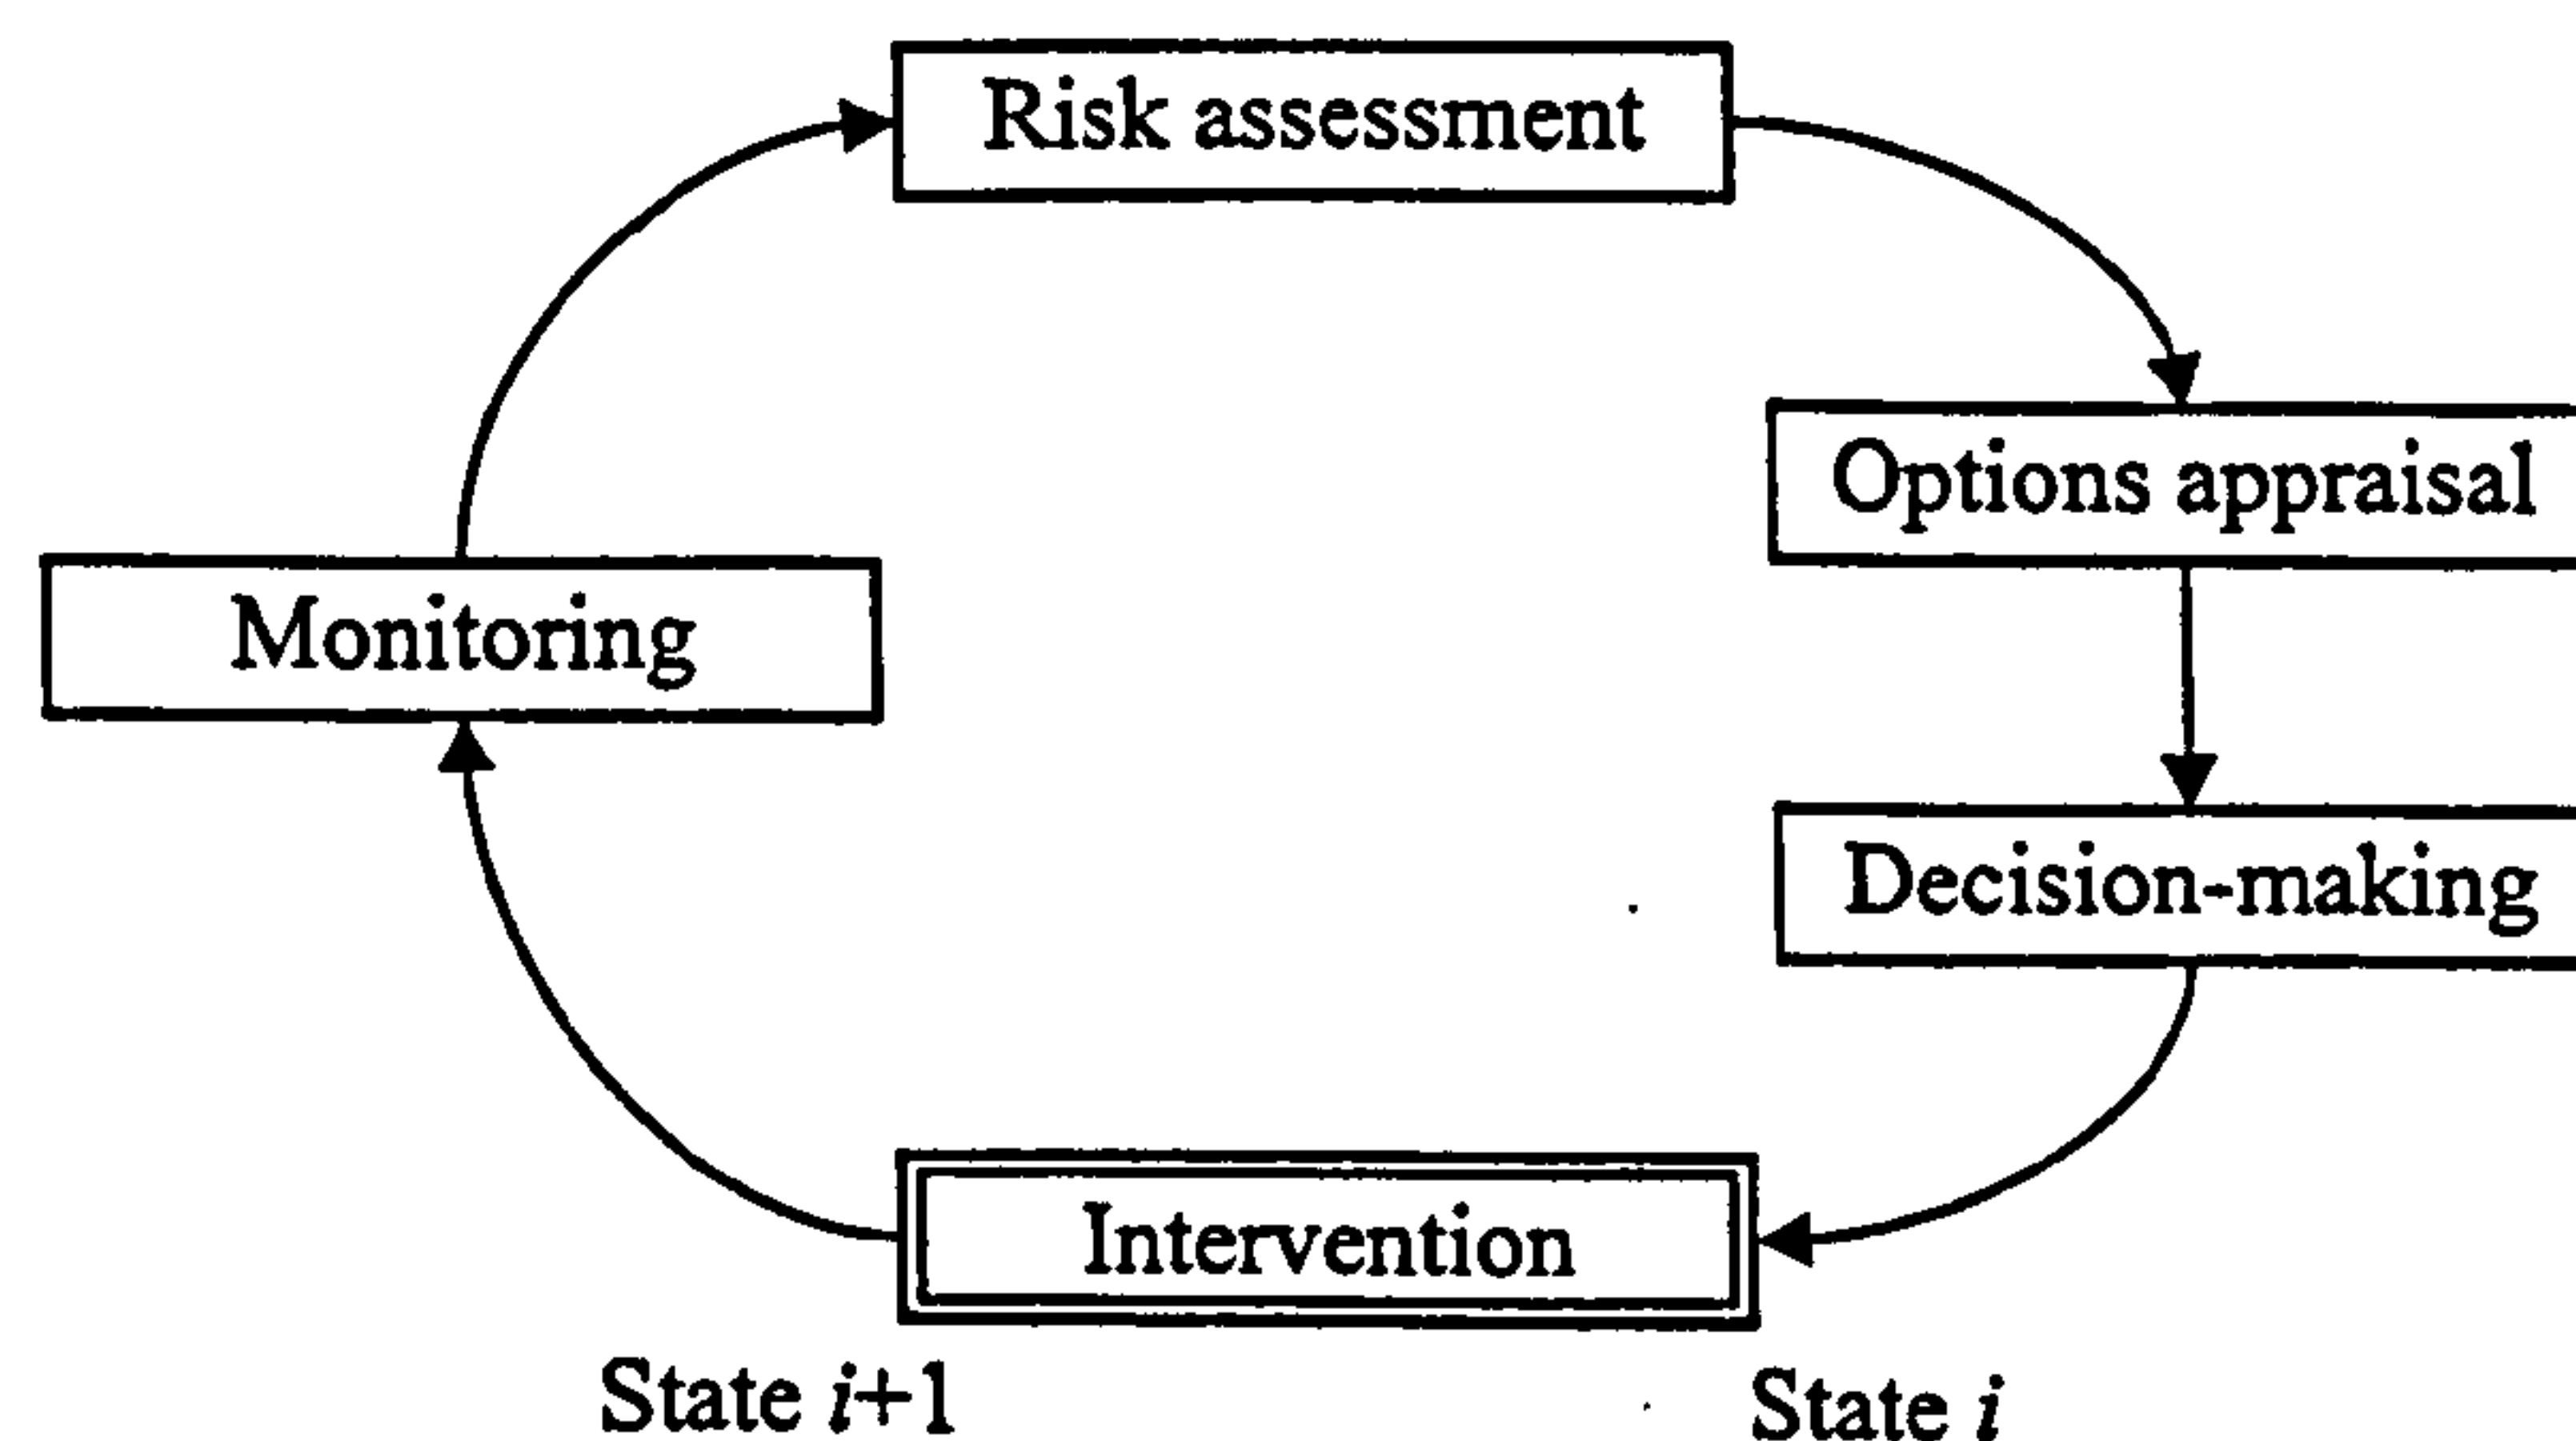 Risk assessment
Options appraisal
Monitoring
Decision-making
Intervention
State i+1
State i